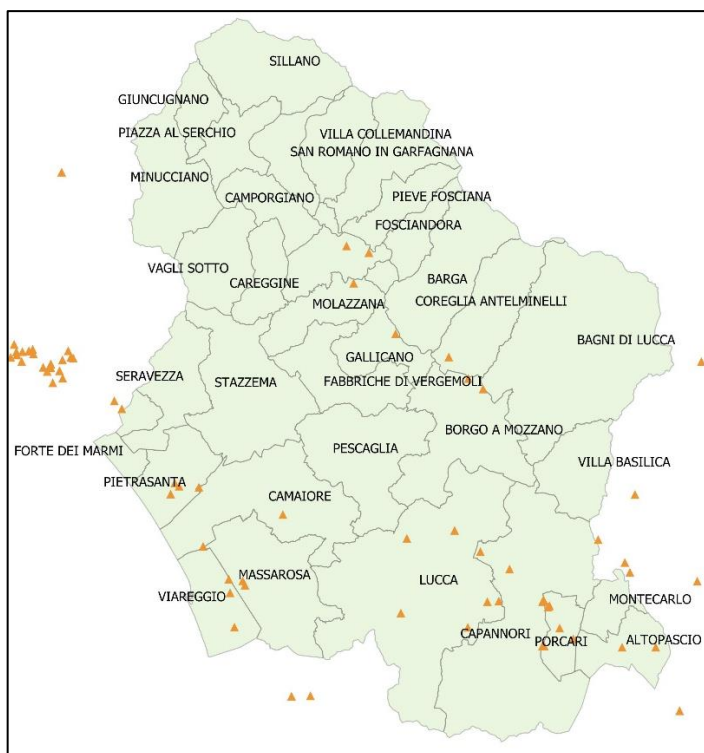 SILLANO
GIUNCUGNANO
PIAZZA AL SERCHIO
VILLA COLLEMANDINA
SAN ROMANO IN GARFAGNANA
MINUCCIANO
CAMPORGIANO
PIEVE FOSCIANA
FOSCIANDORA
VAGLI SOTTO
CAREGGINE
BARGA
MOLAZZANA
COREGLIA ANTELMINELLI
BAGNI DI LUCCA
GALLICANO
SERAVEZZA
STAZZEMA
FABBRICHE DI VERGEMOLI
BORGO A MOZZANO
FORTE DEI MARMI
PESCAGLIA
VILLA BASILICA
PIETRASANTA
CAMAIORE
MASSAROSA
LUCCA
VIAREGGIO
MONTECARLO
CAPANNORI
PORCARI
ALTOPASCIO